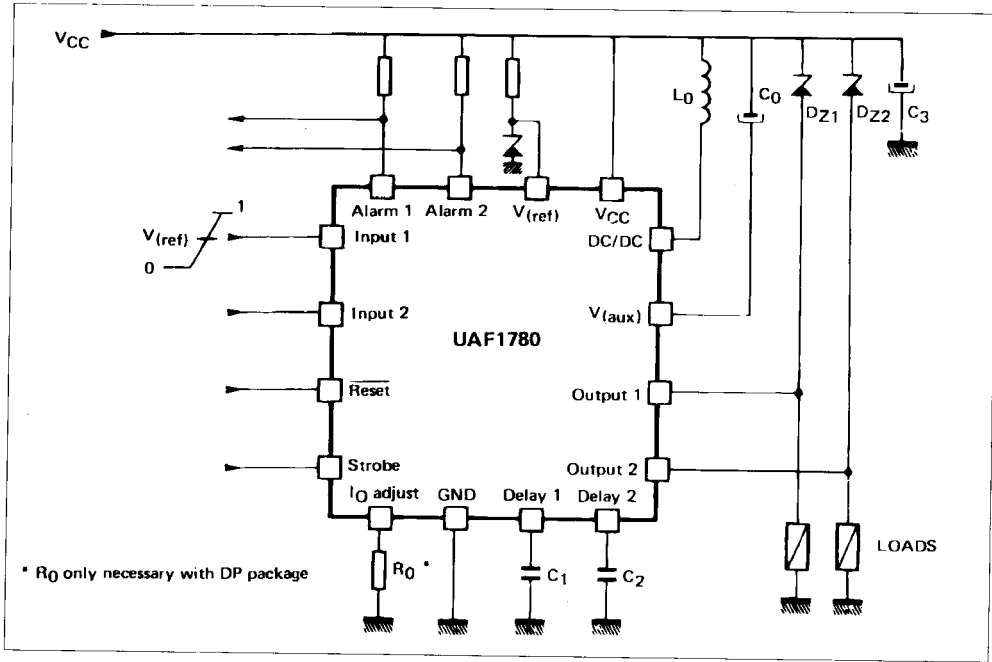 VCC
L0
C0
DZ1
DZ2
C3
Alarm 1
Alarm 2
V(ref)
VCC
1
V(ref)
0
Input 1
DC/DC
Input 2
V(aux)
UAF1780
Reset
Output 1
Strobe
Output 2
IO adjust
GND
Delay 1
Delay 2
R0 *
C1
C2
LOADS
* R0 only necessary with DP package